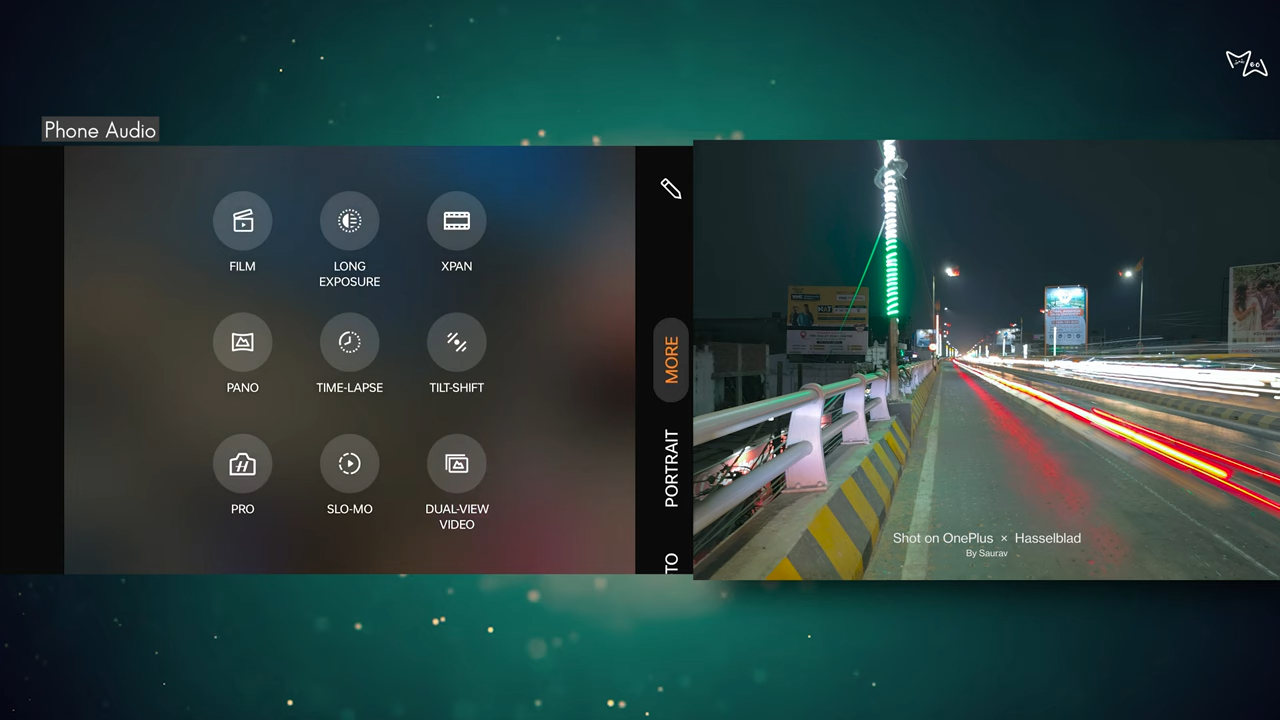 Phone Audio
FILM
LONG
EXPOSURE
XPAN
PANO
TIME-LAPSE
TILT-SHIFT
PRO
SLO-MO
DUAL-VIEW
VIDEO
MORE
PORTRAIT
TO
Shot on OnePlus × Hasselblad
By Saurav